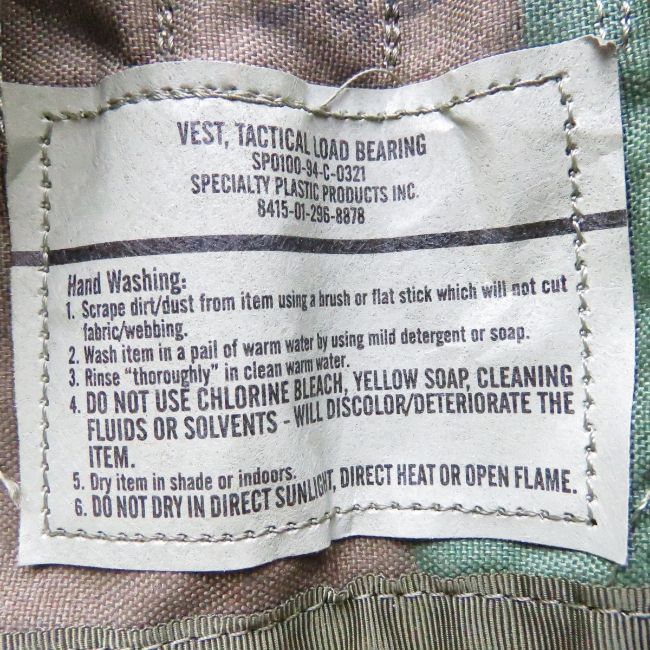 VEST, TACTICAL LOAD BEARING
SPO100-94-C-0321
SPECIALTY PLASTIC PRODUCTS INC.
8415-01-296-8878
Hand Washing:
1. Scrape dirt/dust from item using a brush or flat stick which will not cut
fabric/webbing.
2. Wash item in a pail of warm water by using mild detergent or soap.
3. Rinse "thoroughly" in clean warm water.
4. DO NOT USE CHLORINE BLEACH, YELLOW SOAP, CLEANING
FLUIDS OR SOLVENTS - WILL DISCOLOR/DETERIORATE THE
ITEM.
5. Dry item in shade or indoors.
6. DO NOT DRY IN DIRECT SUNLIGHT, DIRECT HEAT OR OPEN FLAME.